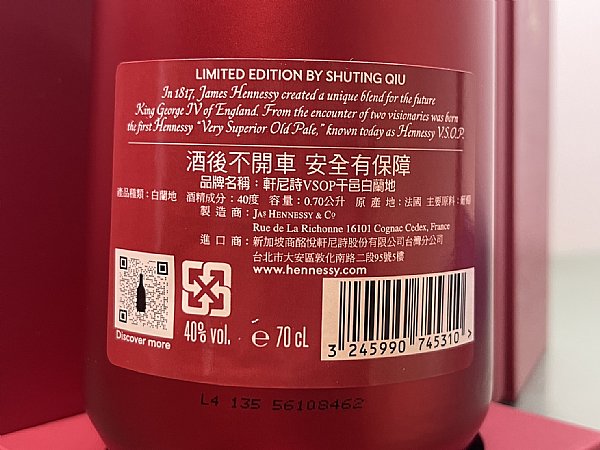 LIMITED EDITION BY SHUTING QIU
In 1817, James Hennessy created a unique blend for the future
King George IV of England. From the encounter of two visionaries was born
the first Hennessy “Very Superior Old Pale,” known today as Hennessy V.S.O.P.
酒後不開車 安全有保障
品牌名稱：軒尼詩VSOP干邑白蘭地
產品種類：白蘭地 酒精成分：40度 容量：0.70公升 原產地：法國 主要原料：葡萄
製造商：JAS HENNESSY & CO
Rue de La Richonne 16101 Cognac Cedex, France
進口商：新加坡商酩悅軒尼詩股份有限公司台灣分公司
台北市大安區敦化南路二段95號5樓
www.hennessy.com
Discover more
40% vol.
e 70 cL
3 245990 745310 >
L4 135 56108462